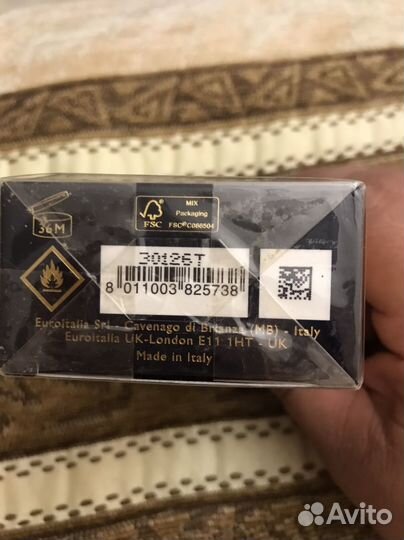 MIX
Packaging
FSC FSC® C066504
36M
30126T
8 011003 825738
Euroitalia Srl - Cavenago di Brianza (MB) - Italy
Euroitalia UK-London E11 1HT - UK
Made in Italy
Avito